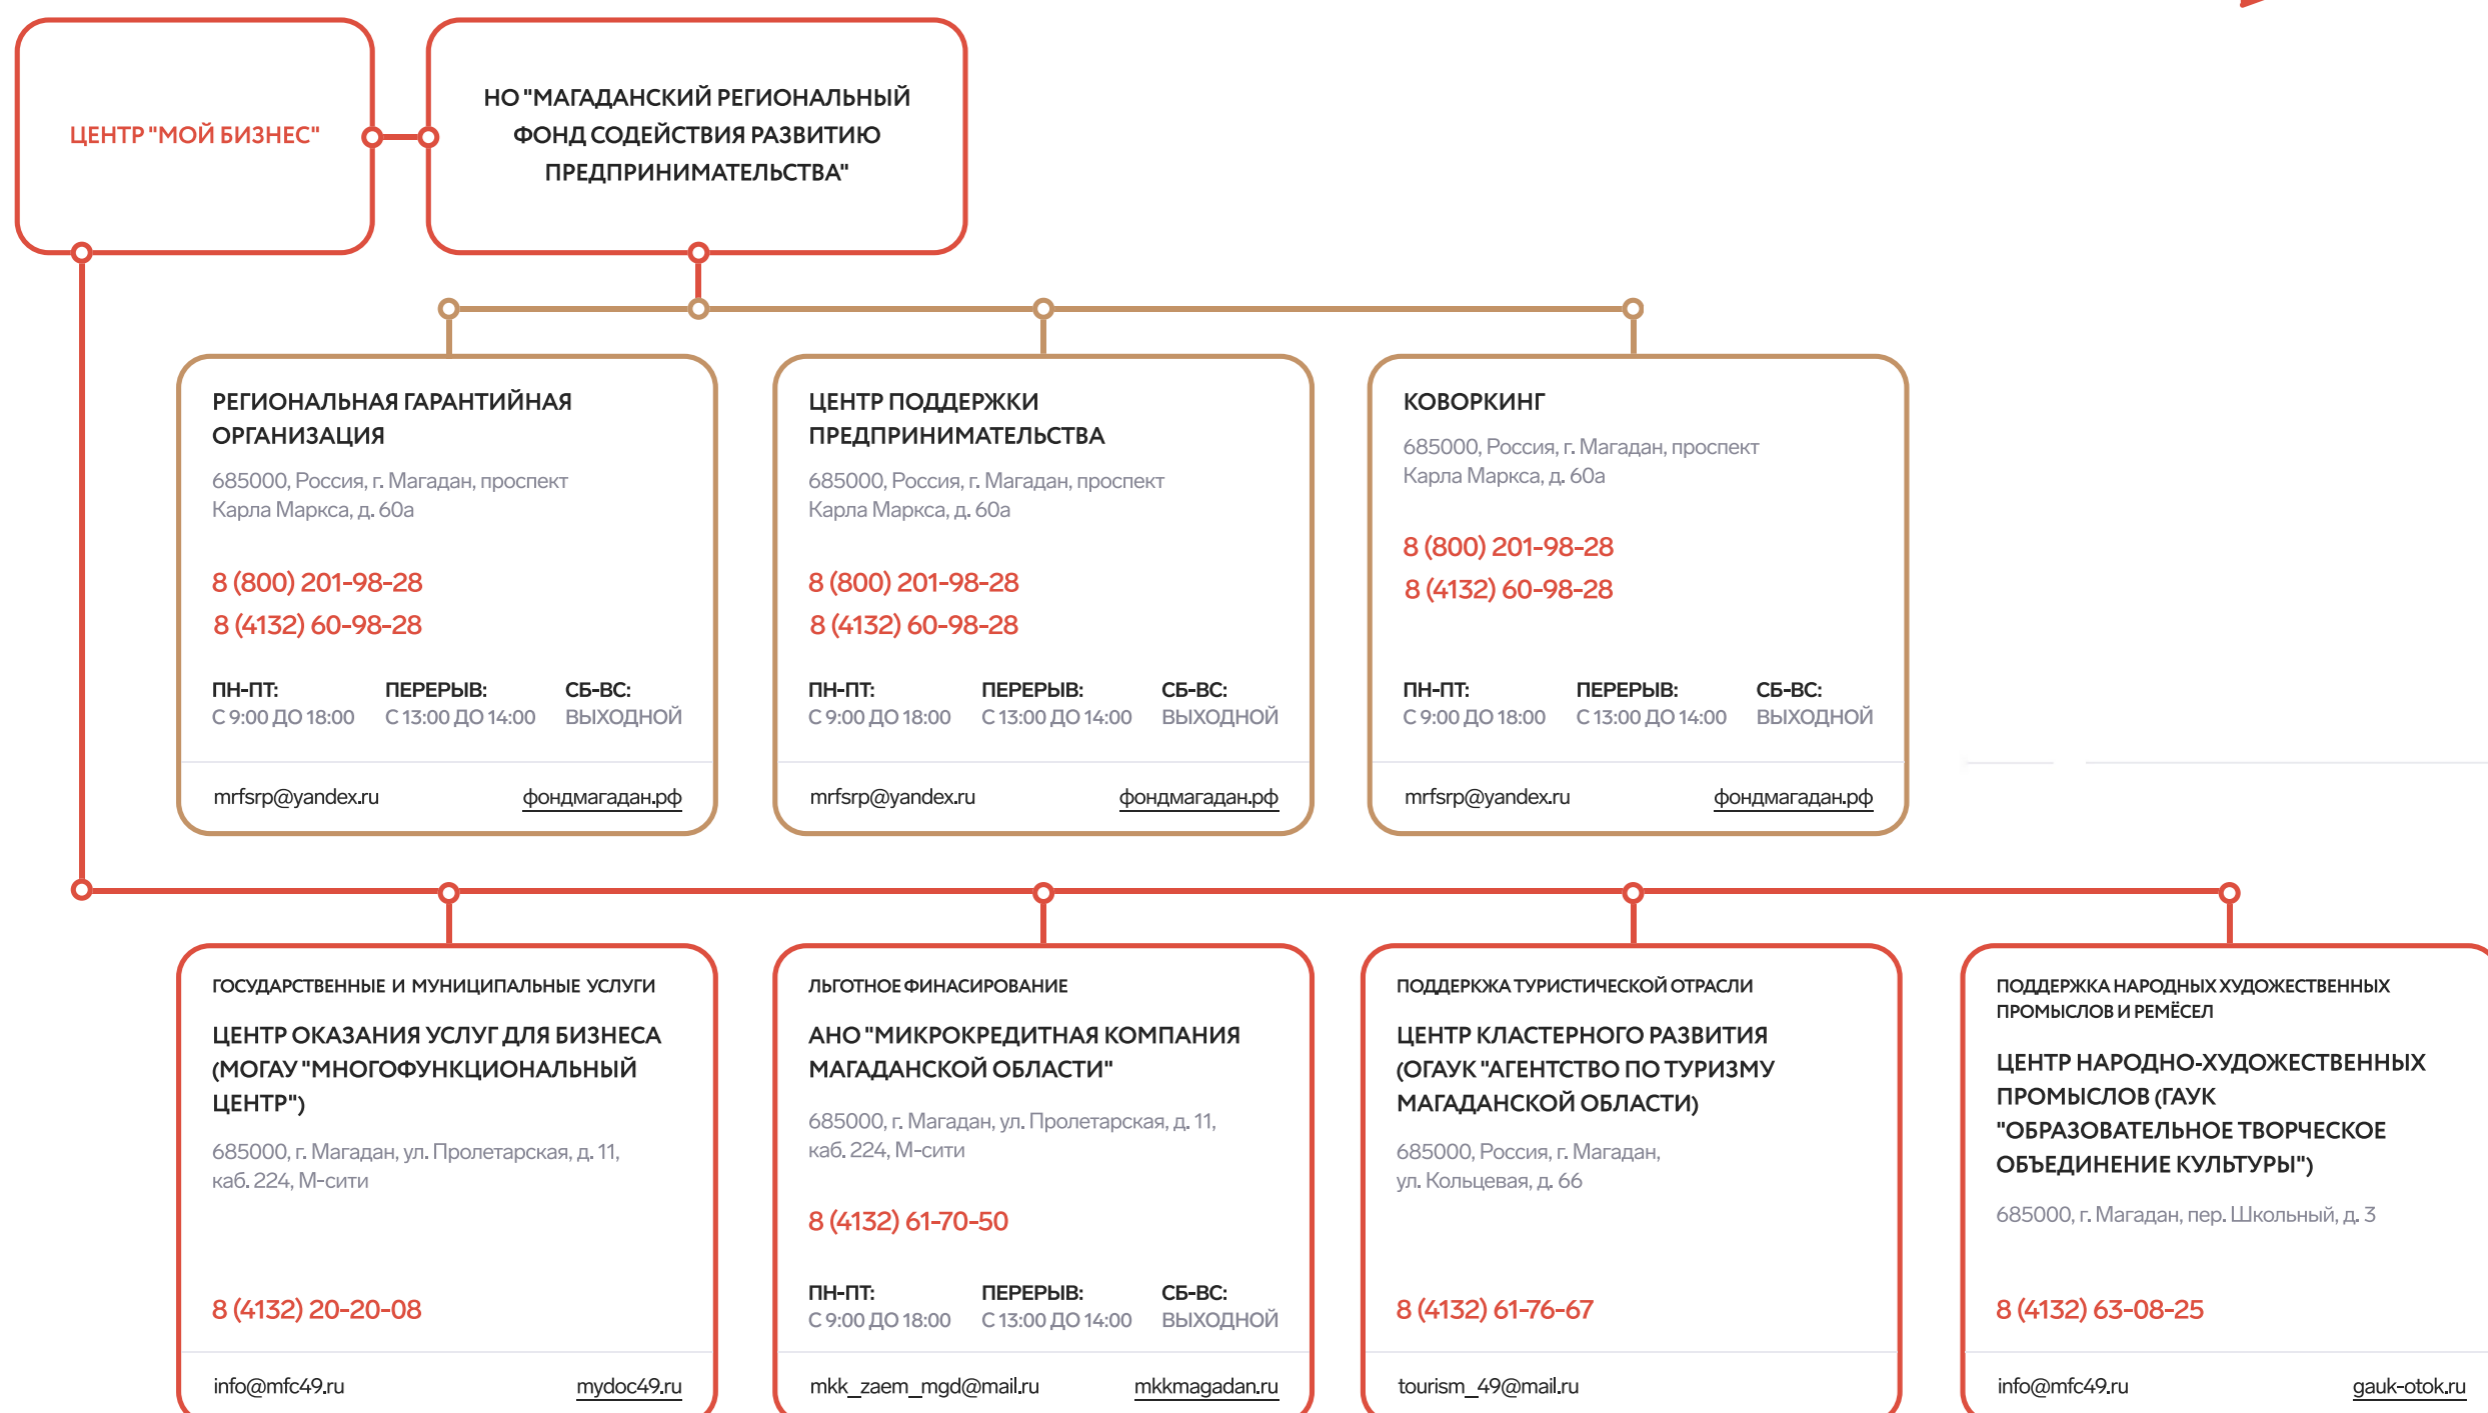 ЦЕНТР "МОЙ БИЗНЕС"
НО "МАГАДАНСКИЙ РЕГИОНАЛЬНЫЙ
ФОНД СОДЕЙСТВИЯ РАЗВИТИЮ
ПРЕДПРИНИМАТЕЛЬСТВА"
РЕГИОНАЛЬНАЯ ГАРАНТИЙНАЯ
ОРГАНИЗАЦИЯ
685000, Россия, г. Магадан, проспект
Карла Маркса, д. 60а
8 (800) 201-98-28
8 (4132) 60-98-28
ПН-ПТ: ПЕРЕРЫВ: СБ-ВС:
С 9:00 ДО 18:00 С 13:00 ДО 14:00 ВЫХОДНОЙ
mrfsrp@yandex.ru фондмагадан.рф
ЦЕНТР ПОДДЕРЖКИ
ПРЕДПРИНИМАТЕЛЬСТВА
685000, Россия, г. Магадан, проспект
Карла Маркса, д. 60а
8 (800) 201-98-28
8 (4132) 60-98-28
ПН-ПТ: ПЕРЕРЫВ: СБ-ВС:
С 9:00 ДО 18:00 С 13:00 ДО 14:00 ВЫХОДНОЙ
mrfsrp@yandex.ru фондмагадан.рф
КОВОРКИНГ
685000, Россия, г. Магадан, проспект
Карла Маркса, д. 60а
8 (800) 201-98-28
8 (4132) 60-98-28
ПН-ПТ: ПЕРЕРЫВ: СБ-ВС:
С 9:00 ДО 18:00 С 13:00 ДО 14:00 ВЫХОДНОЙ
mrfsrp@yandex.ru фондмагадан.рф
ГОСУДАРСТВЕННЫЕ И МУНИЦИПАЛЬНЫЕ УСЛУГИ
ЦЕНТР ОКАЗАНИЯ УСЛУГ ДЛЯ БИЗНЕСА
(МОГАУ "МНОГОФУНКЦИОНАЛЬНЫЙ
ЦЕНТР")
685000, г. Магадан, ул. Пролетарская, д. 11,
каб. 224, М-сити
8 (4132) 20-20-08
info@mfc49.ru mydoc49.ru
ЛЬГОТНОЕ ФИНАСИРОВАНИЕ
АНО "МИКРОКРЕДИТНАЯ КОМПАНИЯ
МАГАДАНСКОЙ ОБЛАСТИ"
685000, г. Магадан, ул. Пролетарская, д. 11,
каб. 224, М-сити
8 (4132) 61-70-50
ПН-ПТ: ПЕРЕРЫВ: СБ-ВС:
С 9:00 ДО 18:00 С 13:00 ДО 14:00 ВЫХОДНОЙ
mkk_zaem_mgd@mail.ru mkkmagadan.ru
ПОДДЕРКЖА ТУРИСТИЧЕСКОЙ ОТРАСЛИ
ЦЕНТР КЛАСТЕРНОГО РАЗВИТИЯ
(ОГАУК "АГЕНТСТВО ПО ТУРИЗМУ
МАГАДАНСКОЙ ОБЛАСТИ)
685000, Россия, г. Магадан,
ул. Кольцевая, д. 66
8 (4132) 61-76-67
tourism_49@mail.ru
ПОДДЕРЖКА НАРОДНЫХ ХУДОЖЕСТВЕННЫХ
ПРОМЫСЛОВ И РЕМЁСЕЛ
ЦЕНТР НАРОДНО-ХУДОЖЕСТВЕННЫХ
ПРОМЫСЛОВ (ГАУК
"ОБРАЗОВАТЕЛЬНОЕ ТВОРЧЕСКОЕ
ОБЪЕДИНЕНИЕ КУЛЬТУРЫ")
685000, г. Магадан, пер. Школьный, д. 3
8 (4132) 63-08-25
info@mfc49.ru gauk-otok.ru